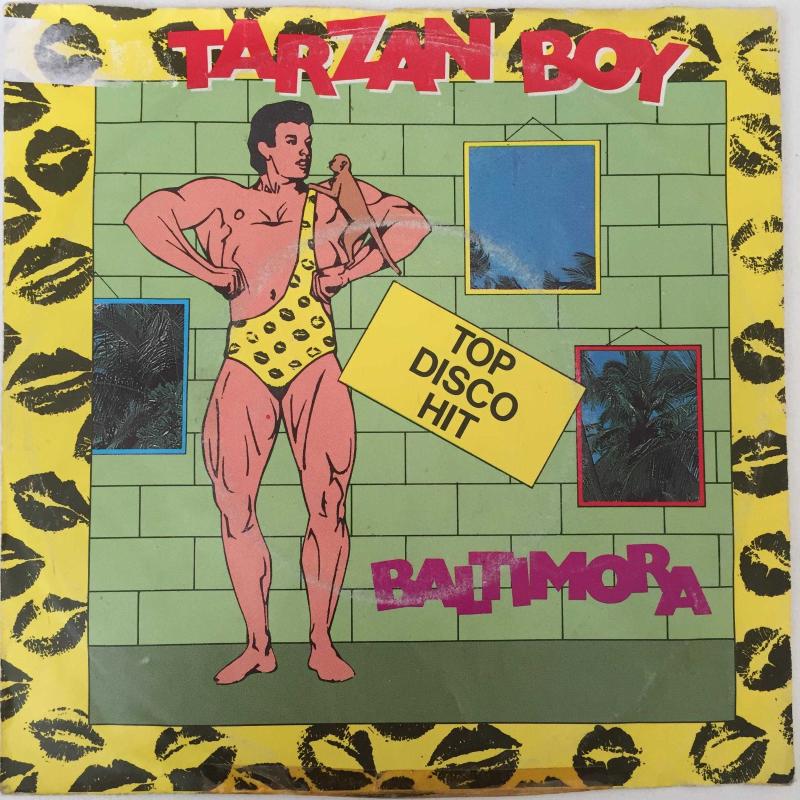 TARZAN BOY
TOP
DISCO
HIT
BALTIMORA